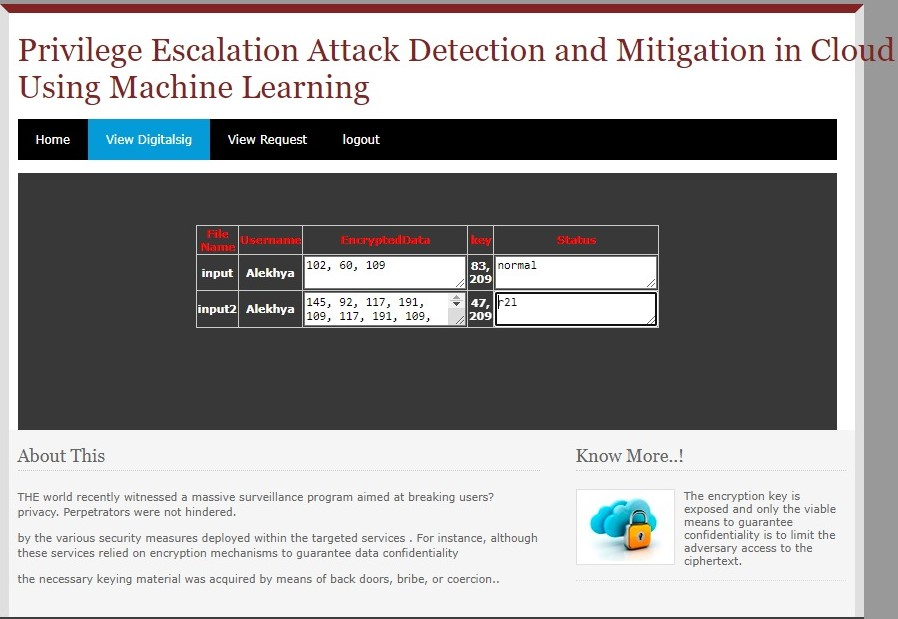 Privilege Escalation Attack Detection and Mitigation in Cloud
Using Machine Learning
Home View Digitalsig View Request logout
File Name Username EncryptedData key Status
input Alekhya 102, 60, 109 83, 209 normal
input2 Alekhya 145, 92, 117, 191, 109, 117, 191, 109, 47, 209 r2l
About This
THE world recently witnessed a massive surveillance program aimed at breaking users?
privacy. Perpetrators were not hindered.
by the various security measures deployed within the targeted services . For instance, although
these services relied on encryption mechanisms to guarantee data confidentiality
the necessary keying material was acquired by means of back doors, bribe, or coercion..
Know More..!
The encryption key is
exposed and only the viable
means to guarantee
confidentiality is to limit the
adversary access to the
ciphertext.